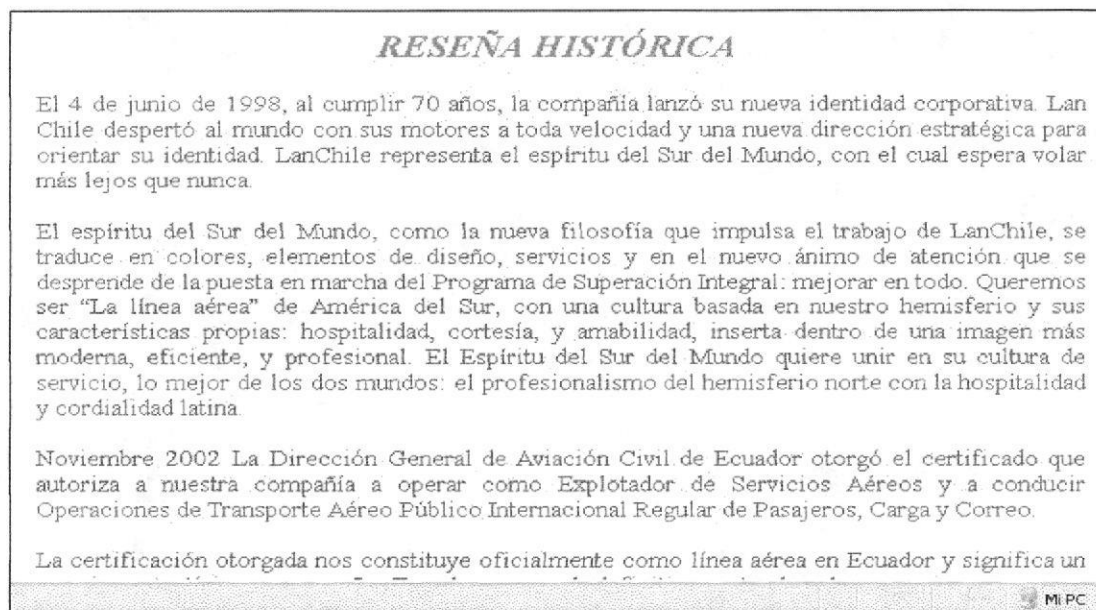 RESEÑA HISTÓRICA
El 4 de junio de 1998, al cumplir 70 años, la compañía lanzó su nueva identidad corporativa. Lan
Chile despertó al mundo con sus motores a toda velocidad y una nueva dirección estratégica para
orientar su identidad. LanChile representa el espíritu del Sur del Mundo, con el cual espera volar
más lejos que nunca.
El espíritu del Sur del Mundo, como la nueva filosofía que impulsa el trabajo de LanChile, se
traduce en colores, elementos de diseño, servicios y en el nuevo ánimo de atención que se
desprende de la puesta en marcha del Programa de Superación Integral: mejorar en todo. Queremos
ser “La línea aérea” de América del Sur, con una cultura basada en nuestro hemisferio y sus
características propias: hospitalidad, cortesía, y amabilidad, inserta dentro de una imagen más
moderna, eficiente, y profesional. El Espíritu del Sur del Mundo quiere unir en su cultura de
servicio, lo mejor de los dos mundos: el profesionalismo del hemisferio norte con la hospitalidad
y cordialidad latina.
Noviembre 2002 La Dirección General de Aviación Civil de Ecuador otorgó el certificado que
autoriza a nuestra compañía a operar como Explotador de Servicios Aéreos y a conducir
Operaciones de Transporte Aéreo Público Internacional Regular de Pasajeros, Carga y Correo.
La certificación otorgada nos constituye oficialmente como línea aérea en Ecuador y significa un
Mi PC